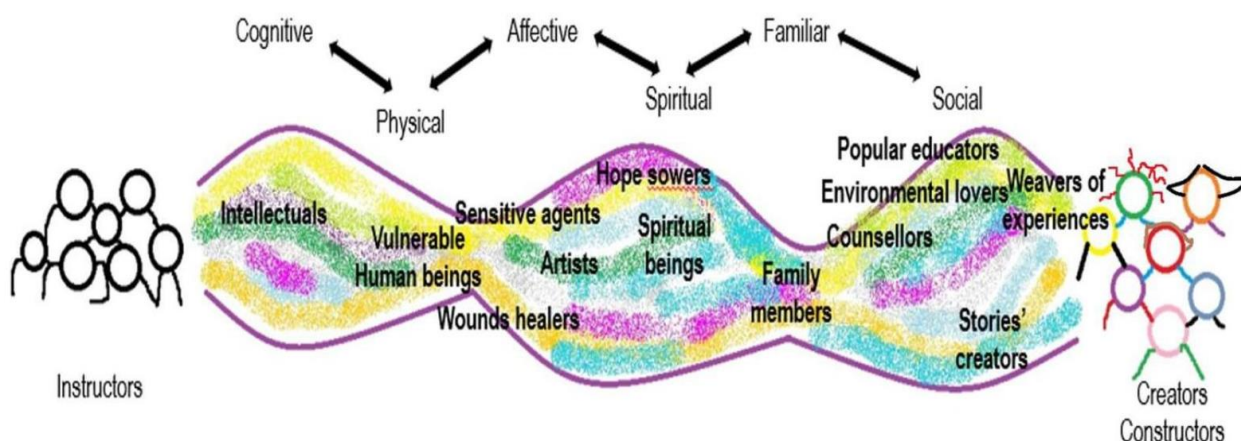 Cognitive
Affective
Familiar
Physical
Spiritual
Social
Instructors
Intellectuals
Vulnerable
Human beings
Sensitive agents
Artists
Wounds healers
Hope sowers
Spiritual
beings
Family
members
Popular educators
Environmental lovers
Counsellors
Weavers of
experiences
Stories'
creators
Creators
Constructors